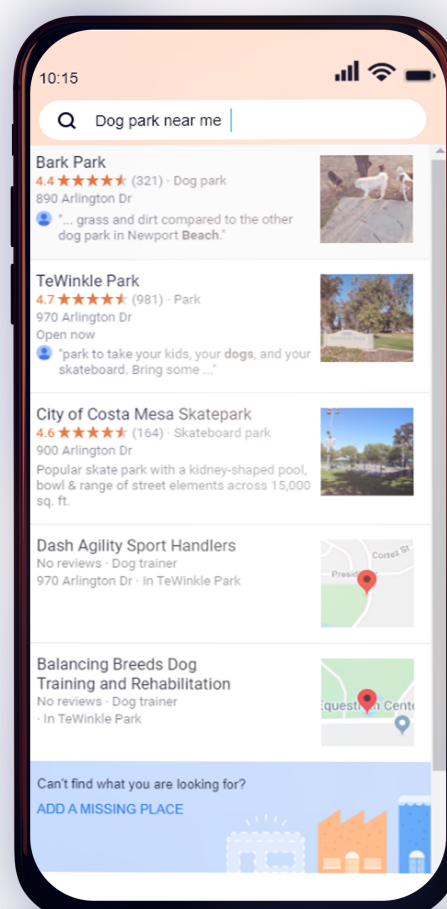 10:15
Dog park near me
Bark Park
4.4 ★★★★★ (321) · Dog park
890 Arlington Dr
"... grass and dirt compared to the other
dog park in Newport Beach."
TeWinkle Park
4.7 ★★★★★ (981) · Park
970 Arlington Dr
Open now
"park to take your kids, your dogs, and your
skateboard. Bring some ..."
City of Costa Mesa Skatepark
4.6 ★★★★★ (164) · Skateboard park
900 Arlington Dr
Popular skate park with a kidney-shaped pool,
bowl & range of street elements across 15,000
sq. ft.
Dash Agility Sport Handlers
No reviews · Dog trainer
970 Arlington Dr · In TeWinkle Park
Correz St
Presid
Balancing Breeds Dog
Training and Rehabilitation
No reviews · Dog trainer
· In TeWinkle Park
Can't find what you are looking for?
ADD A MISSING PLACE